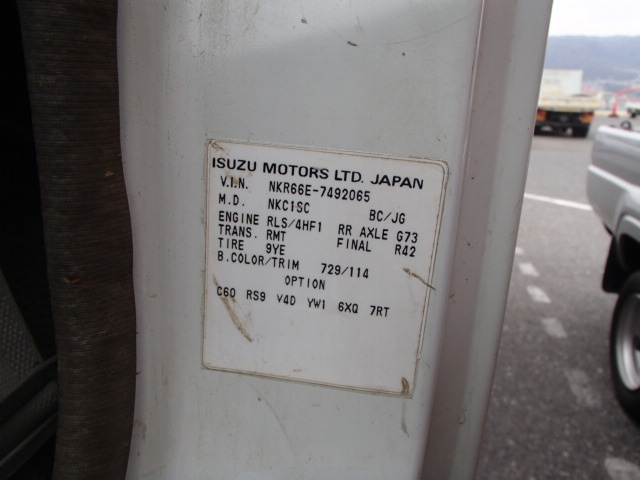 ISUZU MOTORS LTD. JAPAN
V.I.N. NKR66E-7492065
M.D. NKC1SC BC/JG
ENGINE RLS/4HF1 RR AXLE G73
TRANS. RMT FINAL R42
TIRE 9YE
B.COLOR/TRIM 729/114
OPTION
C60 RS9 V4D YW1 6XQ 7RT